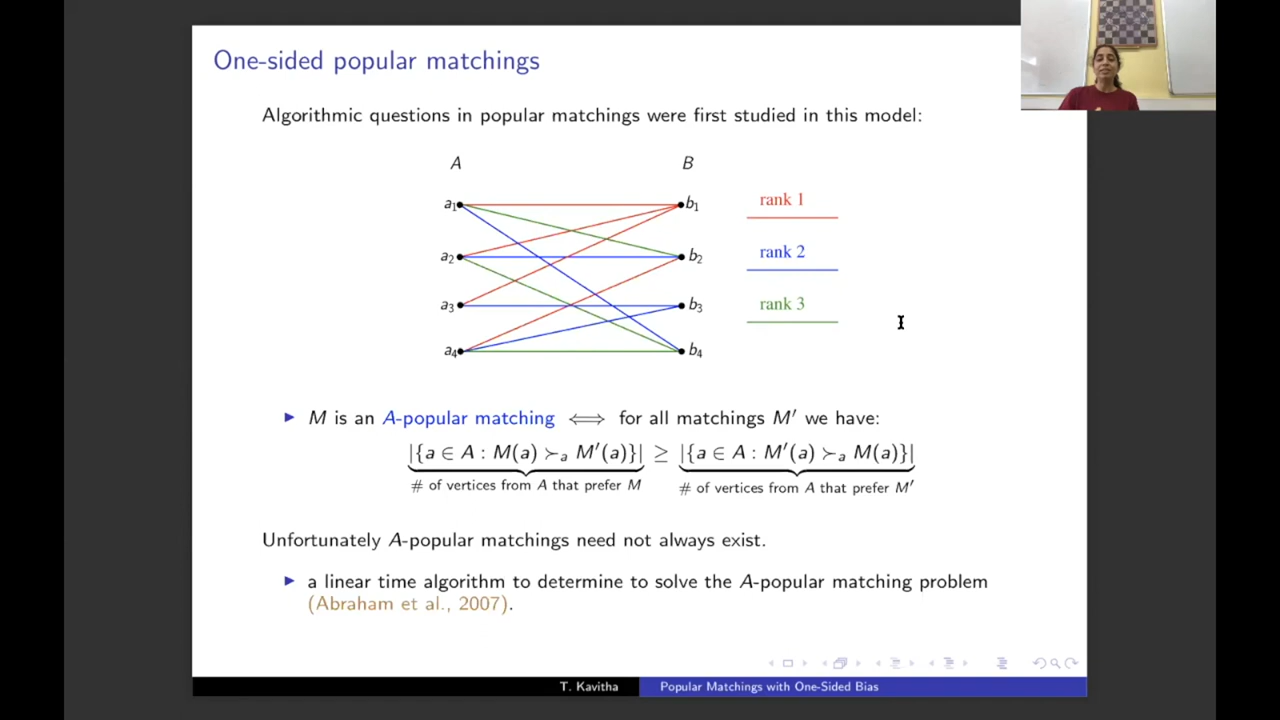 One-sided popular matchings
Algorithmic questions in popular matchings were first studied in this model:
A B
a1 b1 rank 1
a2 b2 rank 2
a3 b3 rank 3
a4 b4
M is an A-popular matching ⟺ for all matchings M′ we have:
|{a ∈ A : M(a) ≻a M′(a)}| ≥ |{a ∈ A : M′(a) ≻a M(a)}|
# of vertices from A that prefer M # of vertices from A that prefer M′
Unfortunately A-popular matchings need not always exist.
a linear time algorithm to determine to solve the A-popular matching problem
(Abraham et al., 2007).
T. Kavitha Popular Matchings with One-Sided Bias